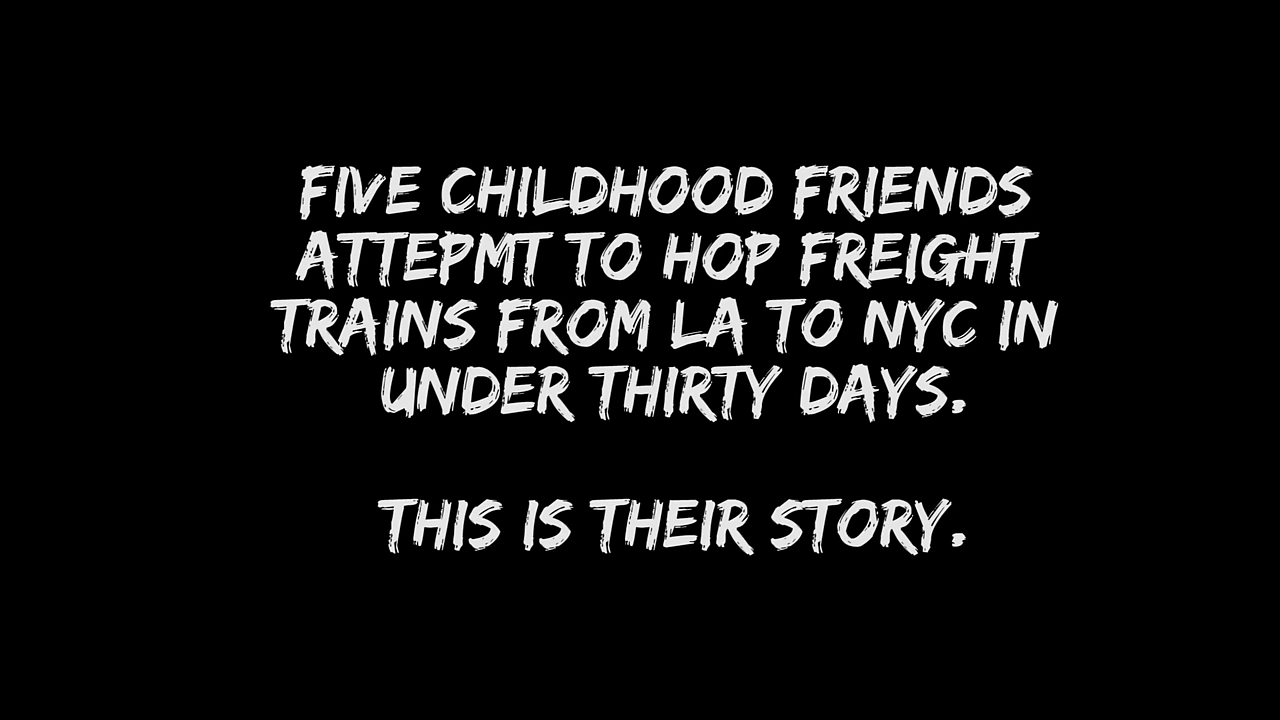 FIVE CHILDHOOD FRIENDS
ATTEPMT TO HOP FREIGHT
TRAINS FROM LA TO NYC IN
UNDER THIRTY DAYS.
THIS IS THEIR STORY.